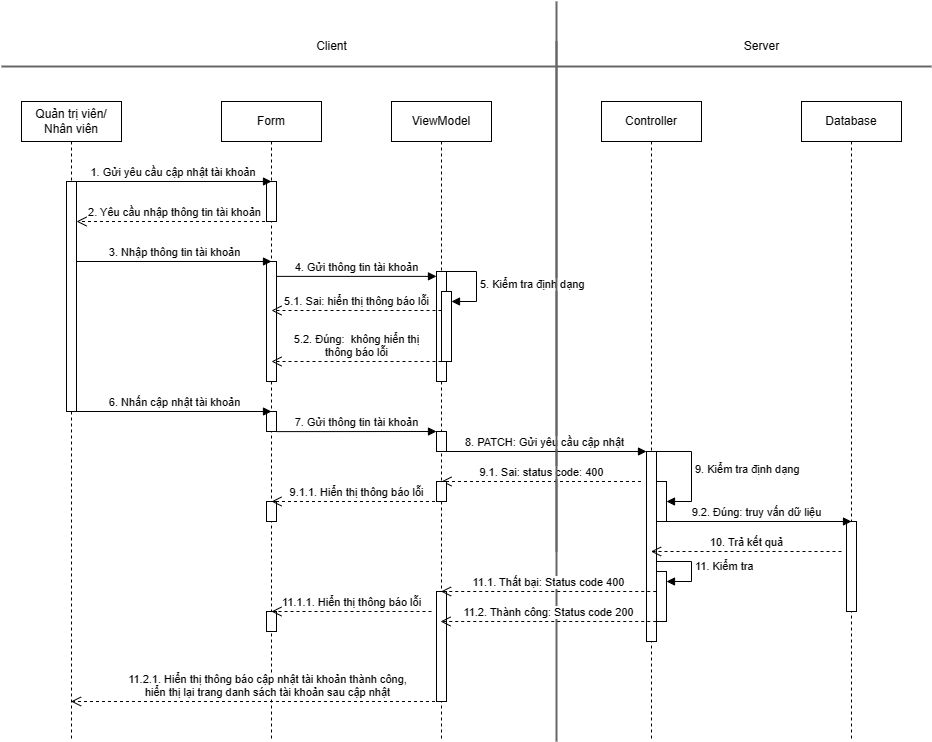 Client
Server
Quản trị viên/
Nhân viên
Form
ViewModel
Controller
Database
1. Gửi yêu cầu cập nhật tài khoản
2. Yêu cầu nhập thông tin tài khoản
3. Nhập thông tin tài khoản
4. Gửi thông tin tài khoản
5. Kiểm tra định dạng
5.1. Sai: hiển thị thông báo lỗi
5.2. Đúng: không hiển thị
thông báo lỗi
6. Nhấn cập nhật tài khoản
7. Gửi thông tin tài khoản
8. PATCH: Gửi yêu cầu cập nhật
9. Kiểm tra định dạng
9.1. Sai: status code: 400
9.1.1. Hiển thị thông báo lỗi
9.2. Đúng: truy vấn dữ liệu
10. Trả kết quả
11. Kiểm tra
11.1. Thất bại: Status code 400
11.1.1. Hiển thị thông báo lỗi
11.2. Thành công: Status code 200
11.2.1. Hiển thị thông báo cập nhật tài khoản thành công,
hiển thị lại trang danh sách tài khoản sau cập nhật